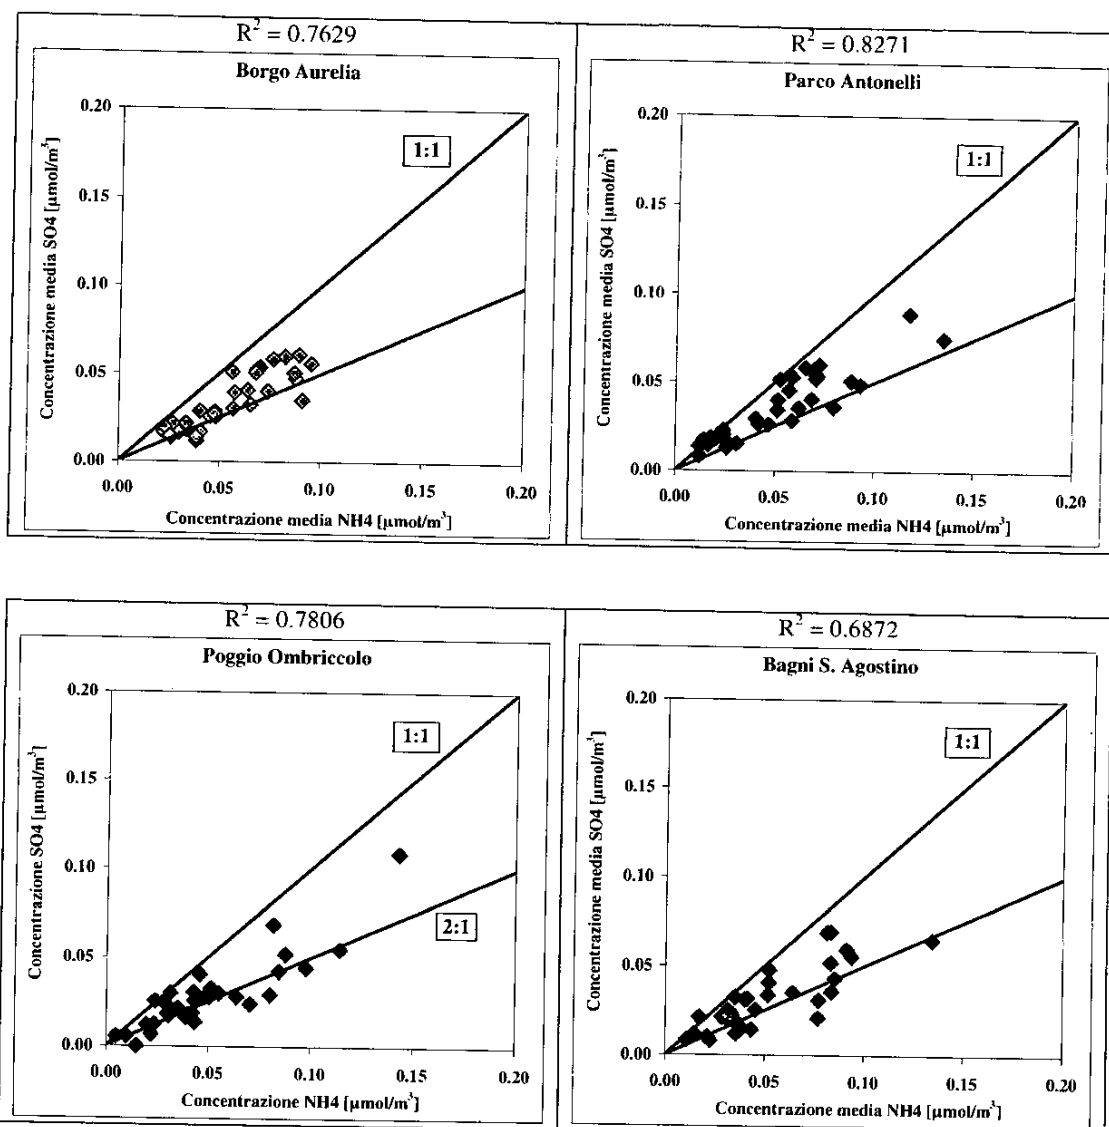 R² = 0.7629
Borgo Aurelia
Concentrazione media SO4 [µmol/m³]
0.20
0.15
0.10
0.05
0.00
1:1
0.00 0.05 0.10 0.15 0.20
Concentrazione media NH4 [µmol/m³]
R² = 0.8271
Parco Antonelli
Concentrazione media SO4 [µmol/m³]
0.20
0.15
0.10
0.05
0.00
1:1
0.00 0.05 0.10 0.15 0.20
Concentrazione media NH4 [µmol/m³]
R² = 0.7806
Poggio Ombriccolo
Concentrazione SO4 [µmol/m³]
0.20
0.15
0.10
0.05
0.00
1:1
2:1
0.00 0.05 0.10 0.15 0.20
Concentrazione NH4 [µmol/m³]
R² = 0.6872
Bagni S. Agostino
Concentrazione media SO4 [µmol/m³]
0.20
0.15
0.10
0.05
0.00
1:1
0.00 0.05 0.10 0.15 0.20
Concentrazione media NH4 [µmol/m³]